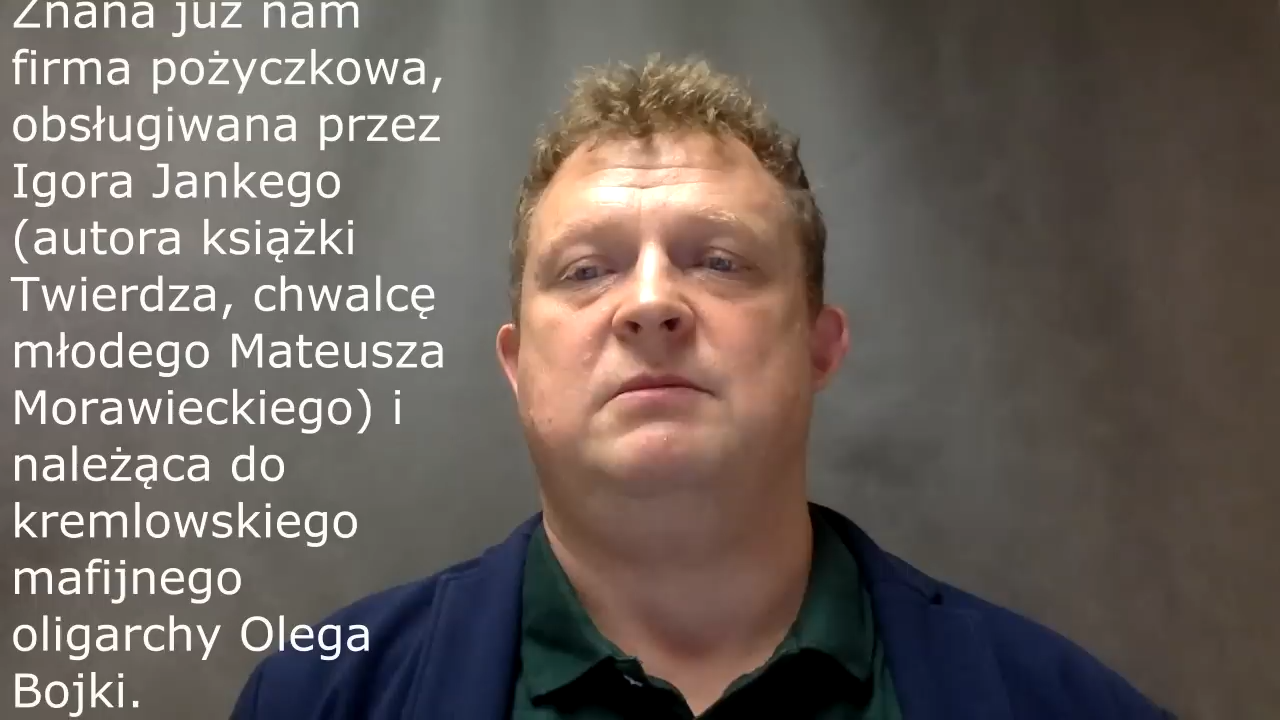 Znana już nam
firma pożyczkowa,
obsługiwana przez
Igora Jankego
(autora książki
Twierdza, chwalcę
młodego Mateusza
Morawieckiego) i
należąca do
kremlowskiego
mafijnego
oligarchy Olega
Bojki.